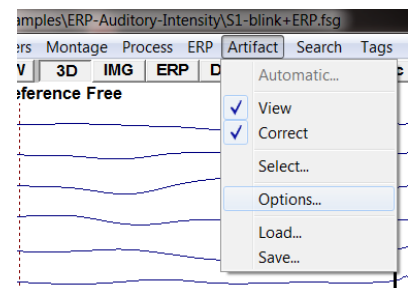 amples\ERP-Auditory-Intensity\S1-blink+ERP.fsg
ers Montage Process ERP Artifact Search Tags
3D IMG ERP D
Automatic...
eference Free
View
Correct
Select...
Options...
Load...
Save...